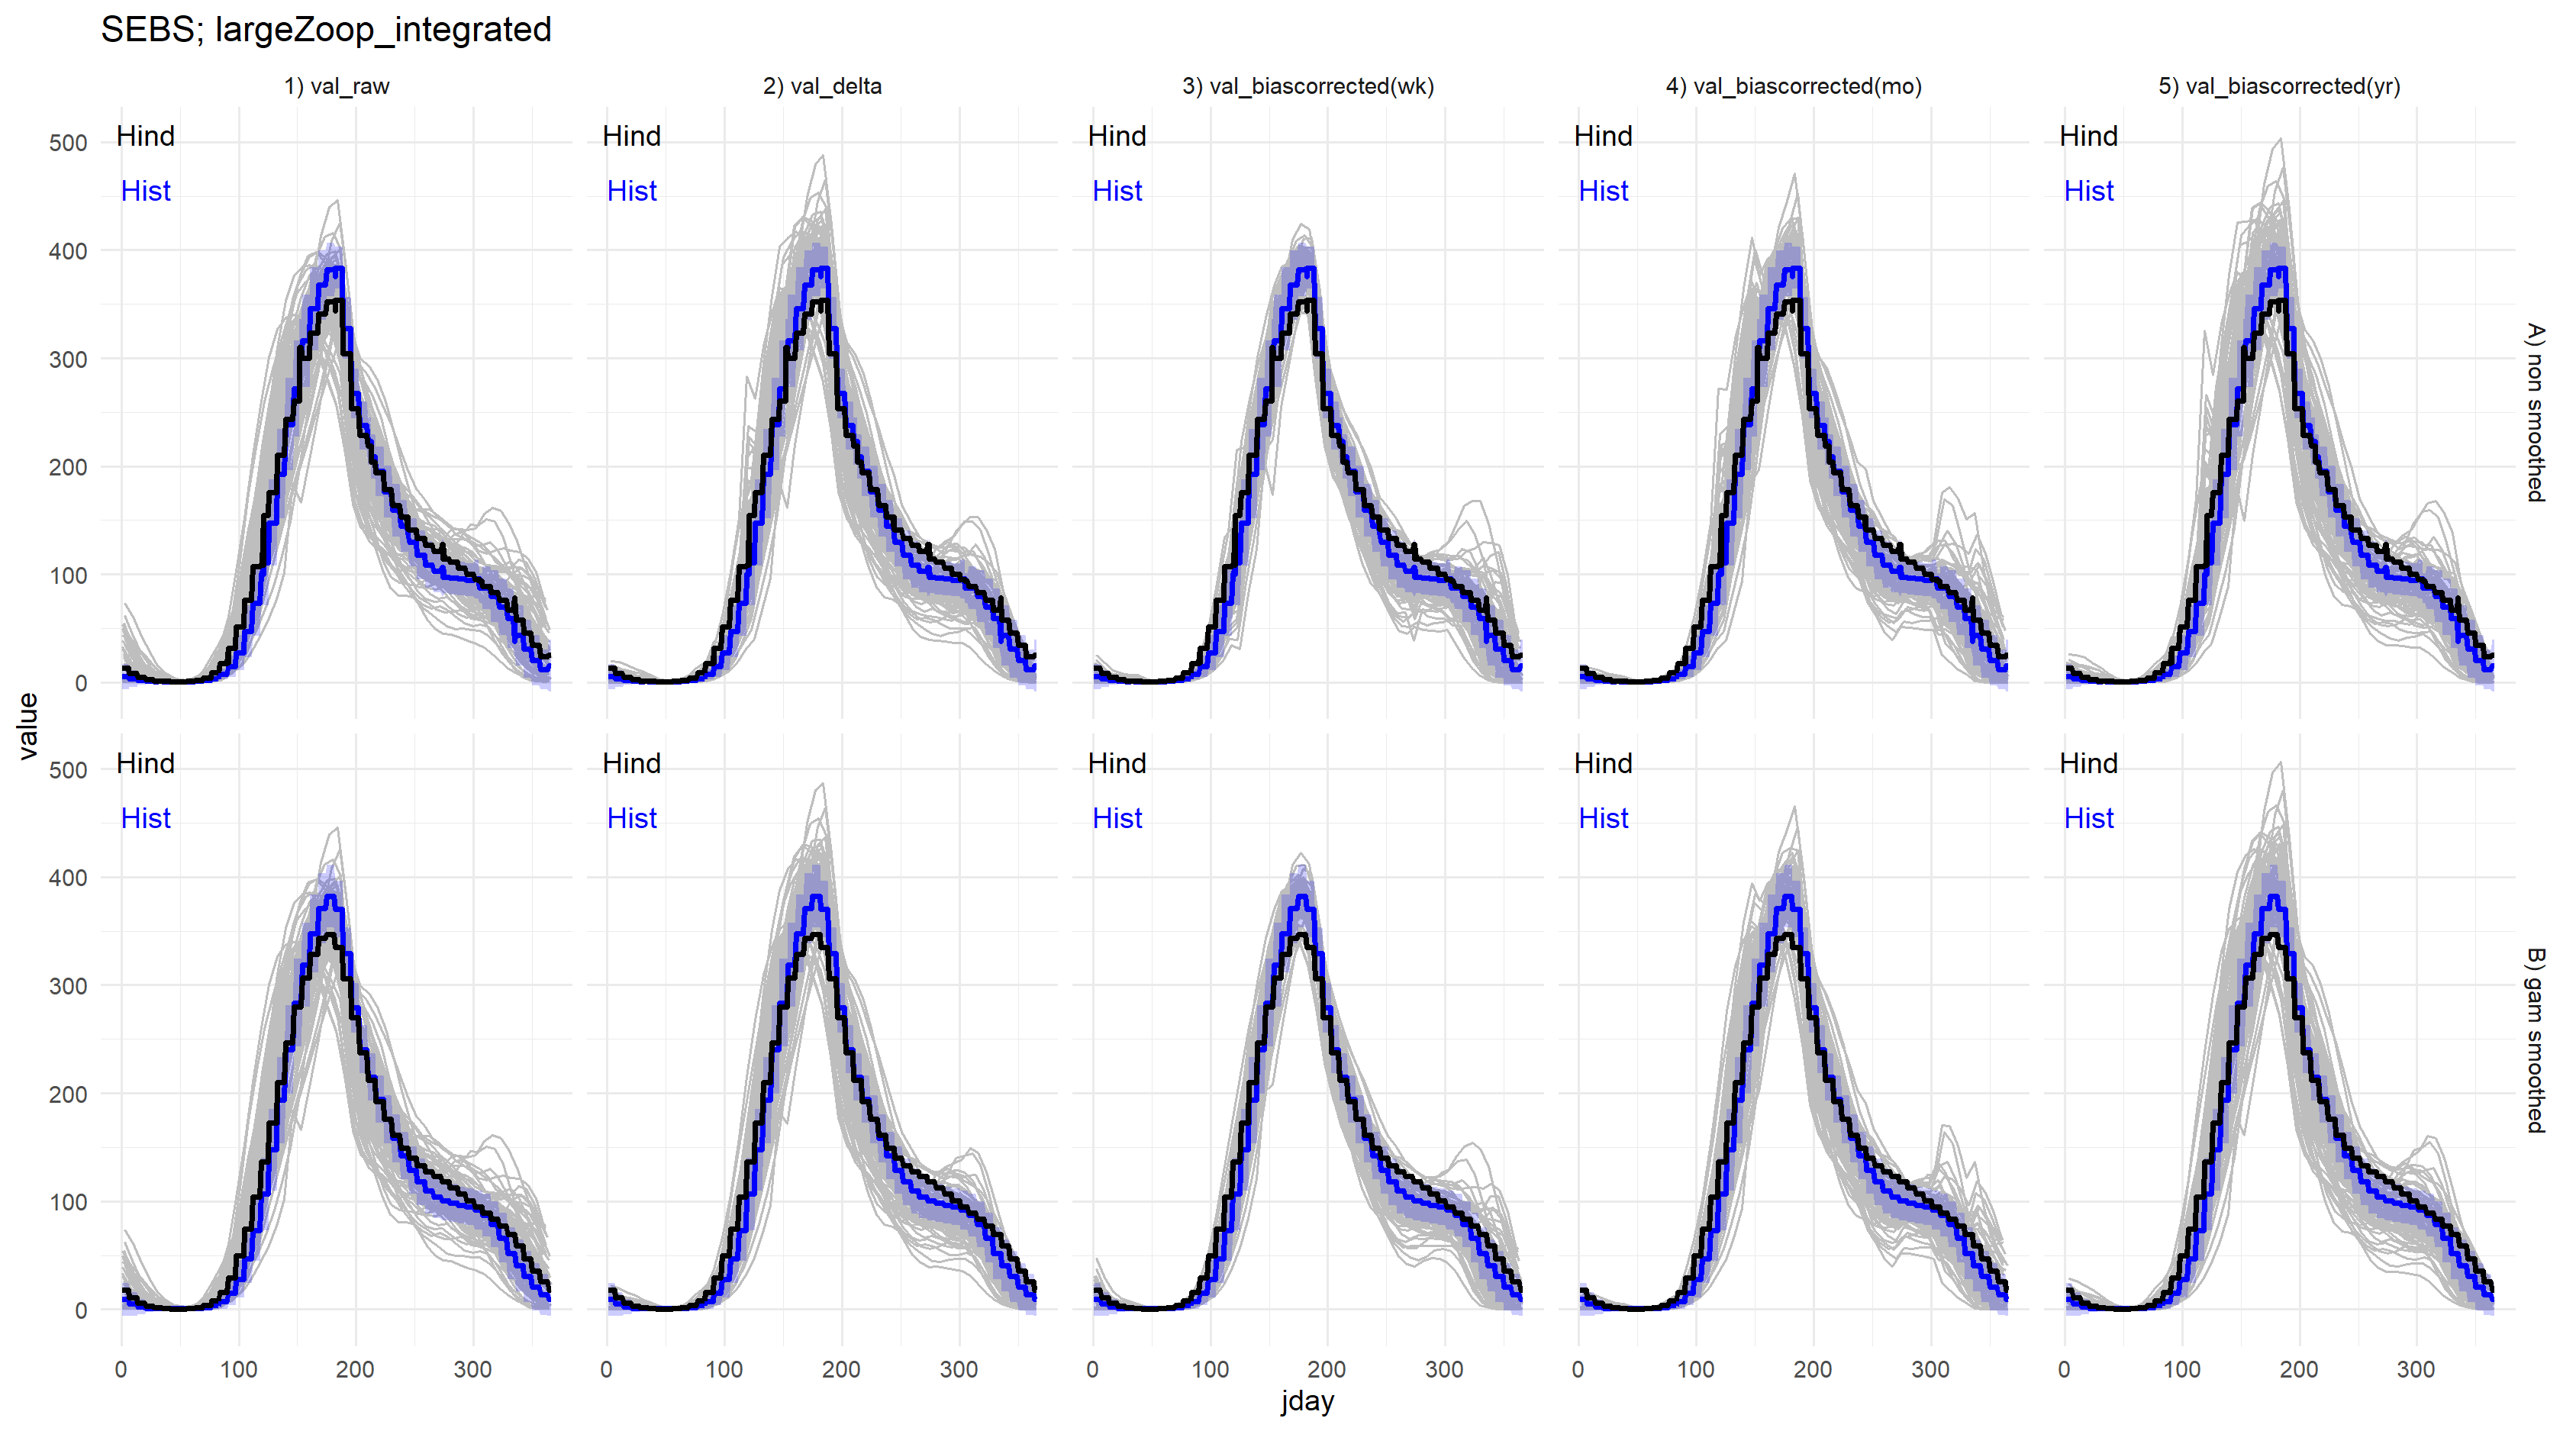 SEBS; largeZoop_integrated
1) val_raw
2) val_delta
3) val_biascorrected(wk)
4) val_biascorrected(mo)
5) val_biascorrected(yr)
Hind
Hist
Hind
Hist
Hind
Hist
Hind
Hist
Hind
Hist
500
400
300
200
100
0
A) non smoothed
value
Hind
Hist
Hind
Hist
Hind
Hist
Hind
Hist
Hind
Hist
500
400
300
200
100
0
B) gam smoothed
0 100 200 300
0 100 200 300
0 100 200 300
0 100 200 300
0 100 200 300
jday